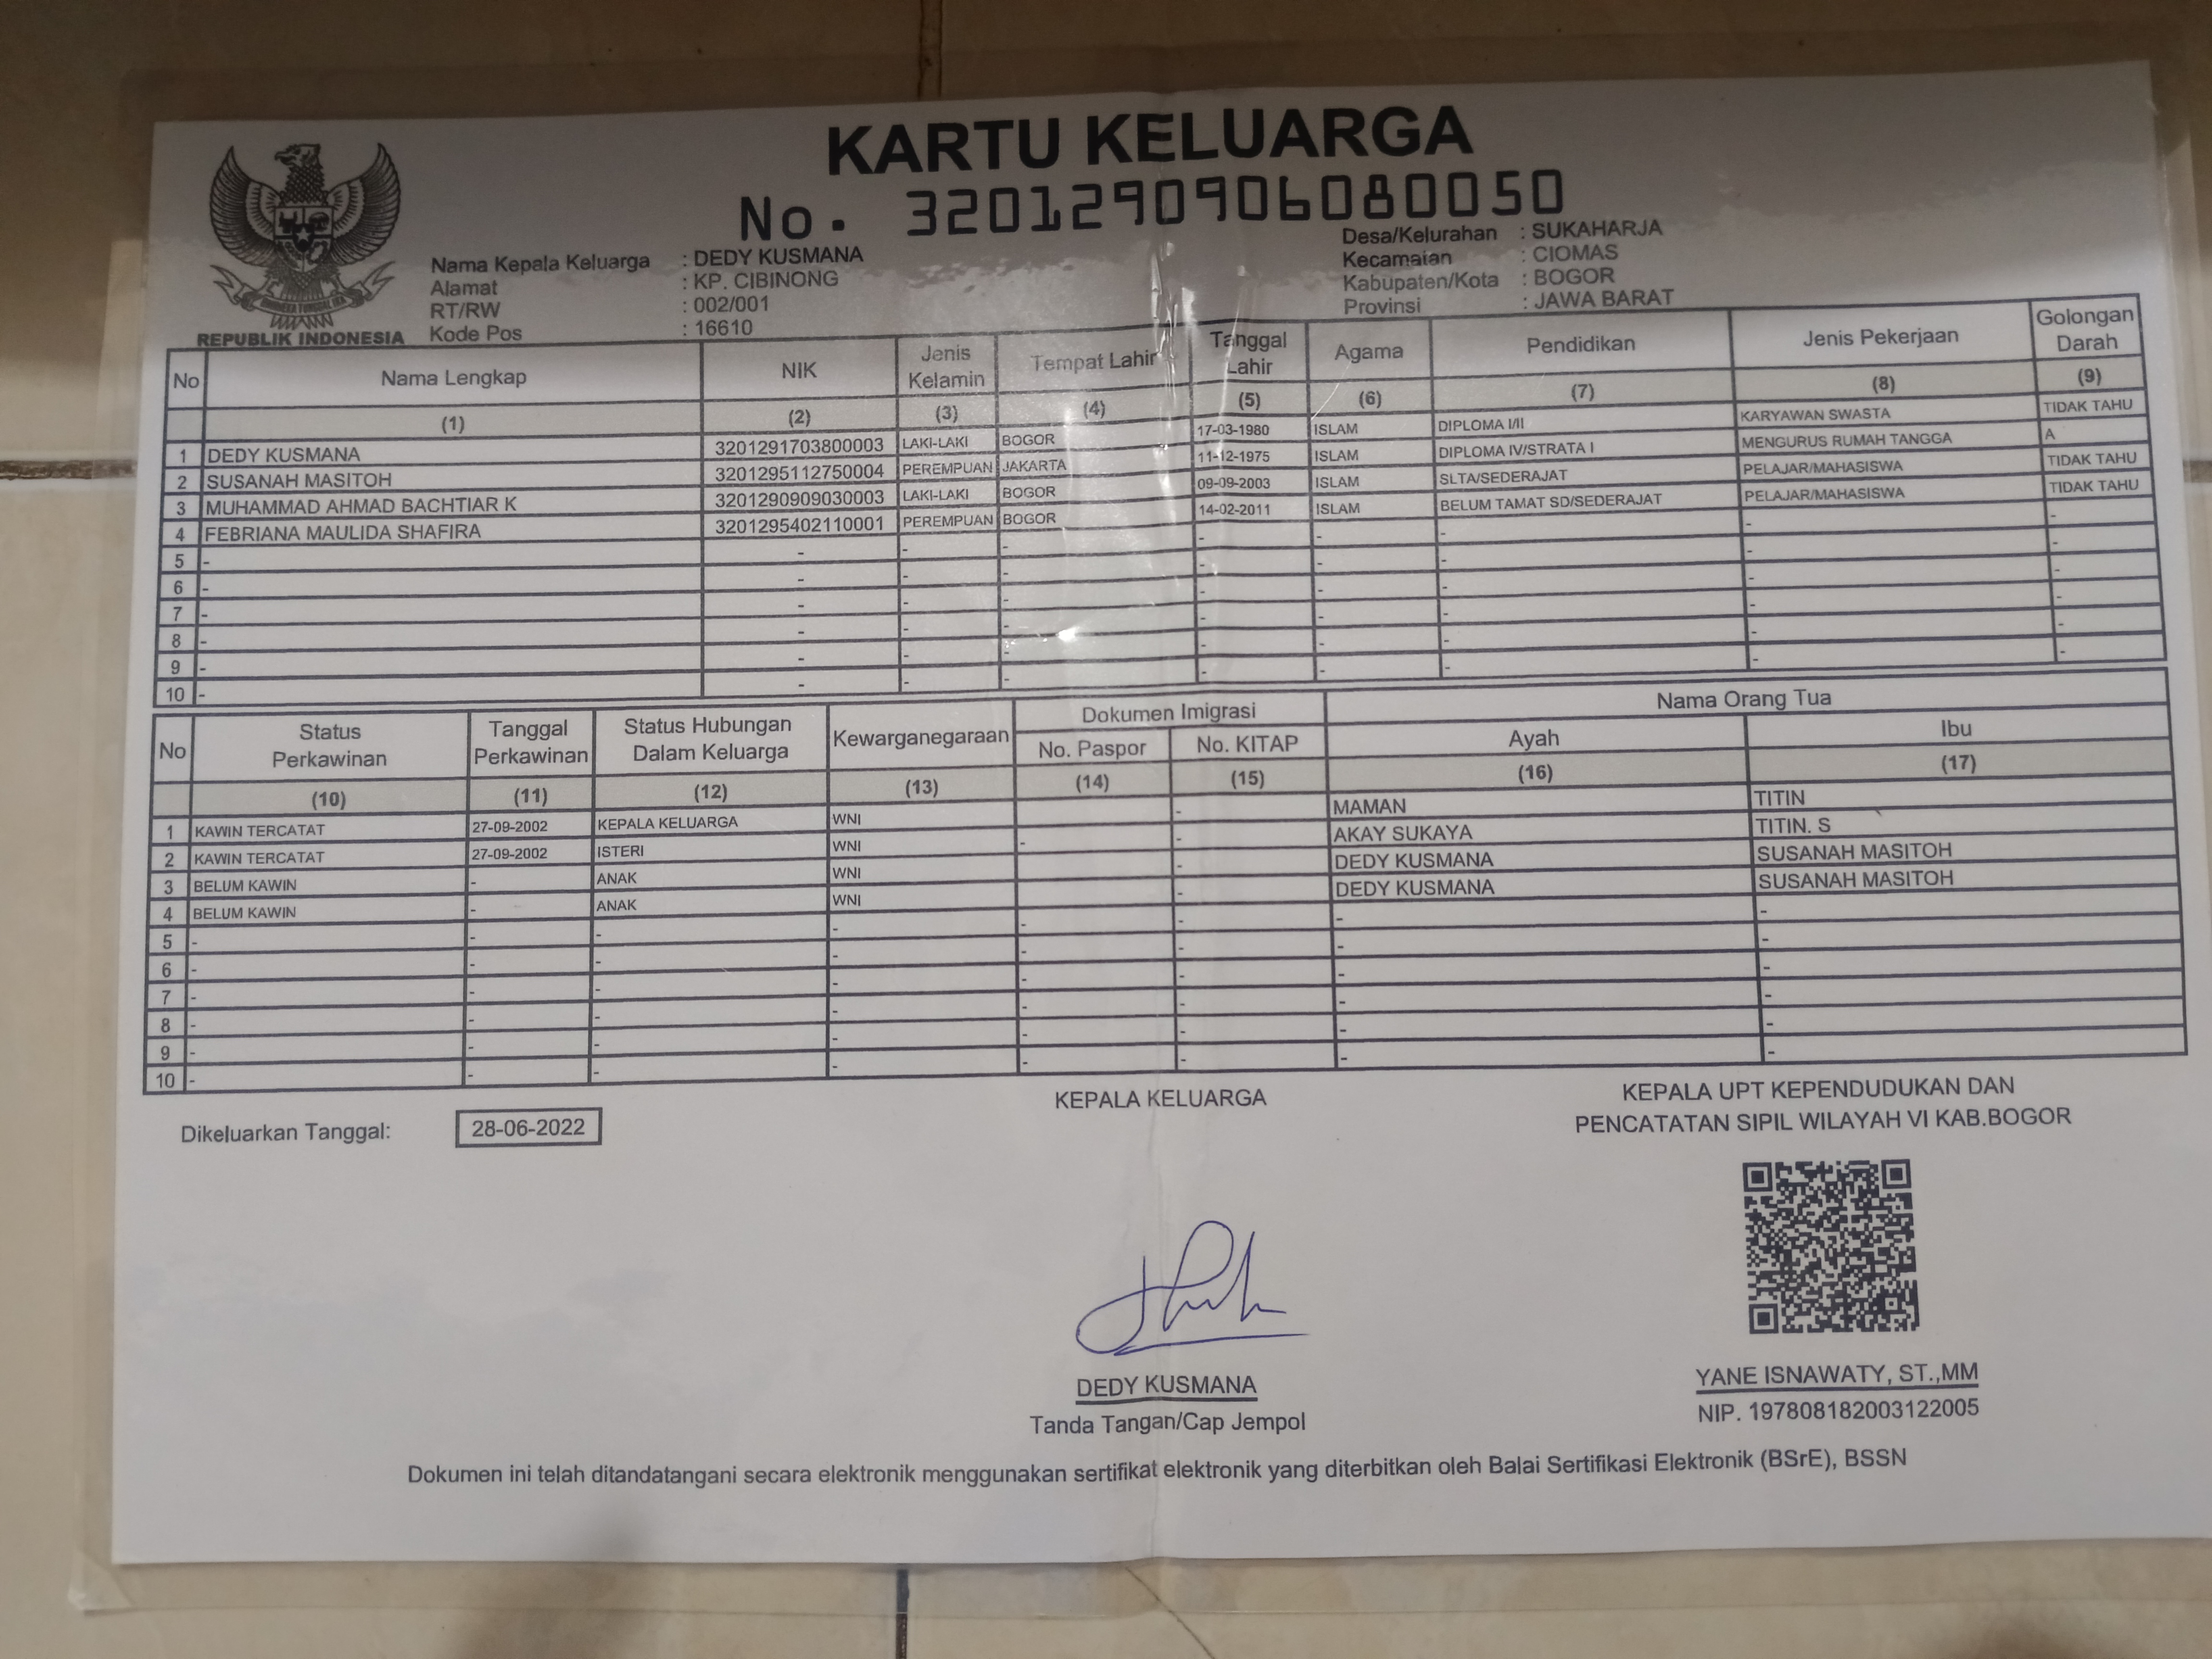 KARTU KELUARGA
No. 3201290906080050
REPUBLIK INDONESIA
Nama Kepala Keluarga : DEDY KUSMANA
Alamat : KP. CIBINONG
RT/RW : 002/001
Kode Pos : 16610
Desa/Kelurahan : SUKAHARJA
Kecamatan : CIOMAS
Kabupaten/Kota : BOGOR
Provinsi : JAWA BARAT
No Nama Lengkap NIK Jenis Kelamin Tempat Lahir Tanggal Lahir Agama Pendidikan Jenis Pekerjaan Golongan Darah
(1) (2) (3) (4) (5) (6) (7) (8) (9)
1 DEDY KUSMANA 3201291703800003 LAKI-LAKI BOGOR 17-03-1980 ISLAM DIPLOMA I/II KARYAWAN SWASTA TIDAK TAHU
2 SUSANAH MASITOH 3201295112750004 PEREMPUAN JAKARTA 11-12-1975 ISLAM DIPLOMA IV/STRATA I MENGURUS RUMAH TANGGA A
3 MUHAMMAD AHMAD BACHTIAR K 3201290909030003 LAKI-LAKI BOGOR 09-09-2003 ISLAM SLTA/SEDERAJAT PELAJAR/MAHASISWA TIDAK TAHU
4 FEBRIANA MAULIDA SHAFIRA 3201295402110001 PEREMPUAN BOGOR 14-02-2011 ISLAM BELUM TAMAT SD/SEDERAJAT PELAJAR/MAHASISWA TIDAK TAHU
5 - - - - - - - - -
6 - - - - - - - - -
7 - - - - - - - - -
8 - - - - - - - - -
9 - - - - - - - - -
10 - - - - - - - - -
No Status Perkawinan Tanggal Perkawinan Status Hubungan Dalam Keluarga Kewarganegaraan Dokumen Imigrasi Nama Orang Tua
No. Paspor No. KITAP Ayah Ibu
(10) (11) (12) (13) (14) (15) (16) (17)
1 KAWIN TERCATAT 27-09-2002 KEPALA KELUARGA WNI - MAMAN TITIN
2 KAWIN TERCATAT 27-09-2002 ISTERI WNI - - AKAY SUKAYA TITIN. S
3 BELUM KAWIN - ANAK WNI - DEDY KUSMANA SUSANAH MASITOH
4 BELUM KAWIN - ANAK WNI - DEDY KUSMANA SUSANAH MASITOH
5 - - - - - - - -
6 - - - - - - - -
7 - - - - - - - -
8 - - - - - - - -
9 - - - - - - - -
10 - - - - - - - -
Dikeluarkan Tanggal: 28-06-2022
KEPALA KELUARGA
DEDY KUSMANA
Tanda Tangan/Cap Jempol
KEPALA UPT KEPENDUDUKAN DAN
PENCATATAN SIPIL WILAYAH VI KAB.BOGOR
YANE ISNAWATY, ST.,MM
NIP. 197808182003122005
Dokumen ini telah ditandatangani secara elektronik menggunakan sertifikat elektronik yang diterbitkan oleh Balai Sertifikasi Elektronik (BSrE), BSSN